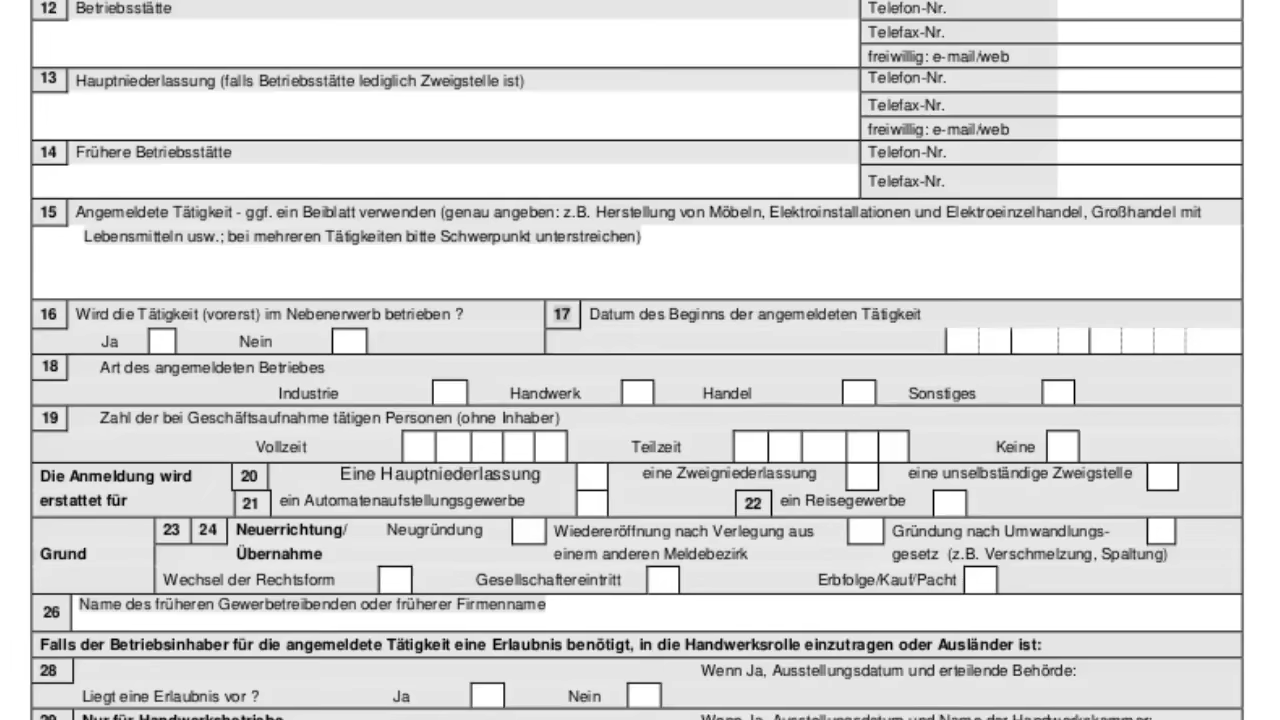 12 Betriebsstätte Telefon-Nr.
Telefax-Nr.
freiwillig: e-mail/web
13 Hauptniederlassung (falls Betriebsstätte lediglich Zweigstelle ist) Telefon-Nr.
Telefax-Nr.
freiwillig: e-mail/web
14 Frühere Betriebsstätte Telefon-Nr.
Telefax-Nr.
15 Angemeldete Tätigkeit - ggf. ein Beiblatt verwenden (genau angeben: z.B. Herstellung von Möbeln, Elektroinstallationen und Elektroeinzelhandel, Großhandel mit
Lebensmitteln usw.; bei mehreren Tätigkeiten bitte Schwerpunkt unterstreichen)
16 Wird die Tätigkeit (vorerst) im Nebenerwerb betrieben ? 17 Datum des Beginns der angemeldeten Tätigkeit
Ja Nein
18 Art des angemeldeten Betriebes
Industrie Handwerk Handel Sonstiges
19 Zahl der bei Geschäftsaufnahme tätigen Personen (ohne Inhaber)
Vollzeit Teilzeit Keine
Die Anmeldung wird 20 Eine Hauptniederlassung eine Zweigniederlassung eine unselbständige Zweigstelle
erstattet für 21 ein Automatenaufstellungsgewerbe 22 ein Reisegewerbe
23 24 Neuerrichtung/ Neugründung Wiedereröffnung nach Verlegung aus Gründung nach Umwandlungs-
Grund Übernahme einem anderen Meldebezirk gesetz (z.B. Verschmelzung, Spaltung)
Wechsel der Rechtsform Gesellschaftereintritt Erbfolge/Kauf/Pacht
26 Name des früheren Gewerbetreibenden oder früherer Firmenname
Falls der Betriebsinhaber für die angemeldete Tätigkeit eine Erlaubnis benötigt, in die Handwerksrolle einzutragen oder Ausländer ist:
28 Wenn Ja, Ausstellungsdatum und erteilende Behörde:
Liegt eine Erlaubnis vor ? Ja Nein
29 Nur für Handwerksbetriebe Wenn Ja, Ausstellungsdatum und Name der Handwerkskammer: